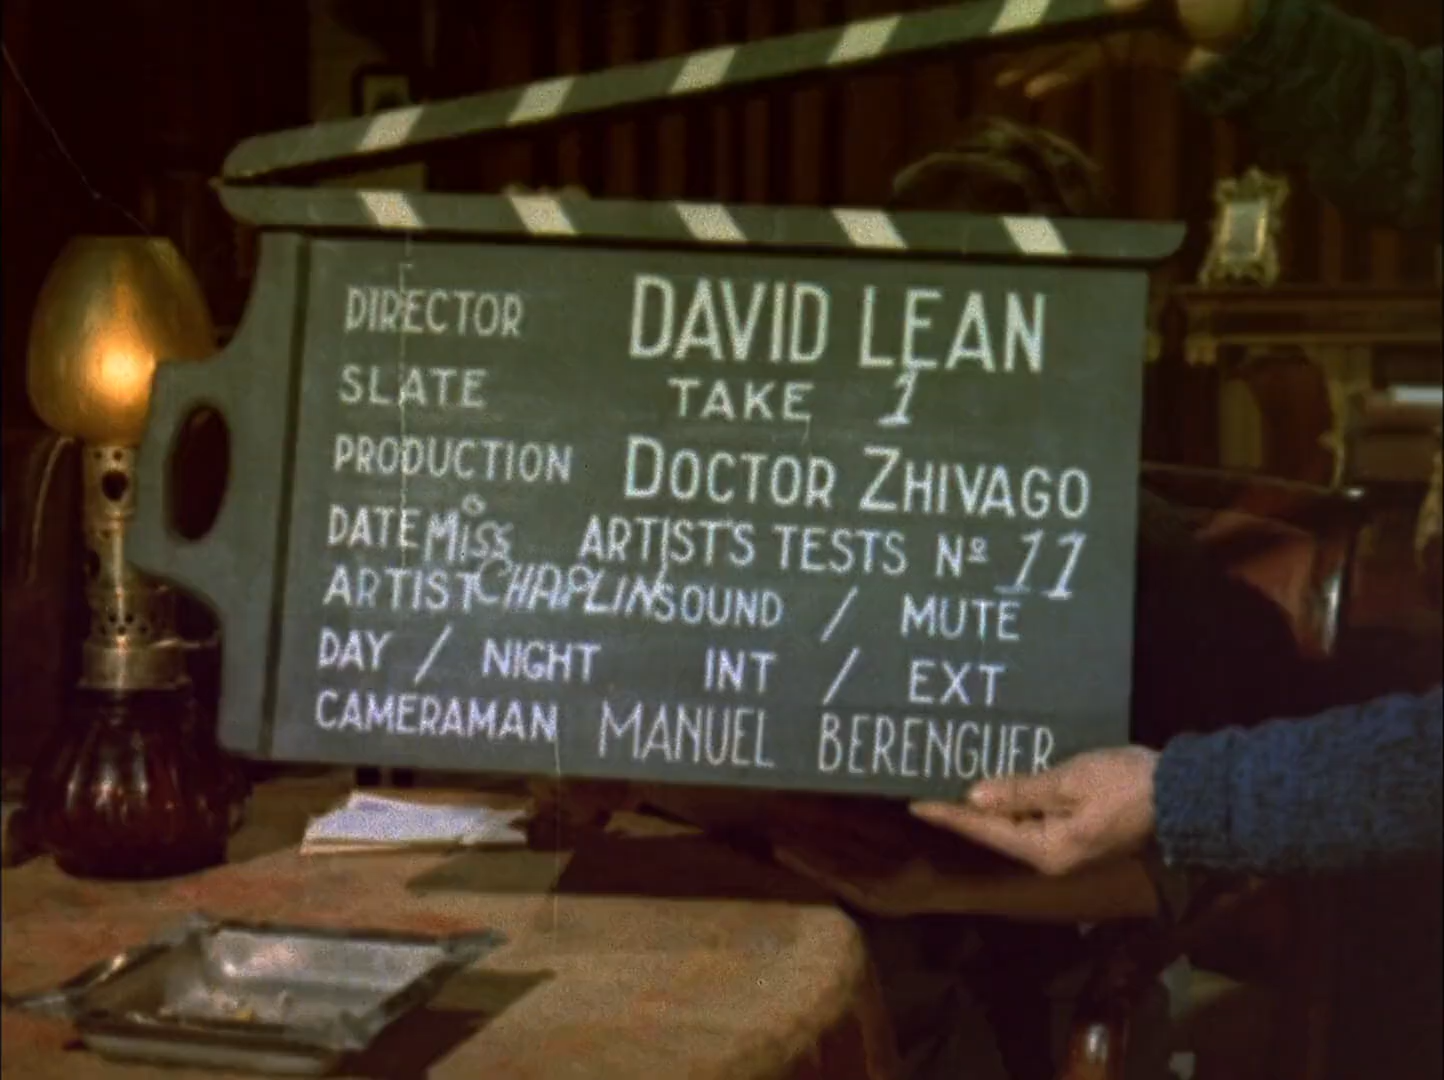 DIRECTOR DAVID LEAN
SLATE TAKE 1
PRODUCTION DOCTOR ZHIVAGO
DATE Miss ARTIST'S TESTS Nº 11
ARTIST CHAPLIN SOUND / MUTE
DAY / NIGHT INT / EXT
CAMERAMAN MANUEL BERENGUER